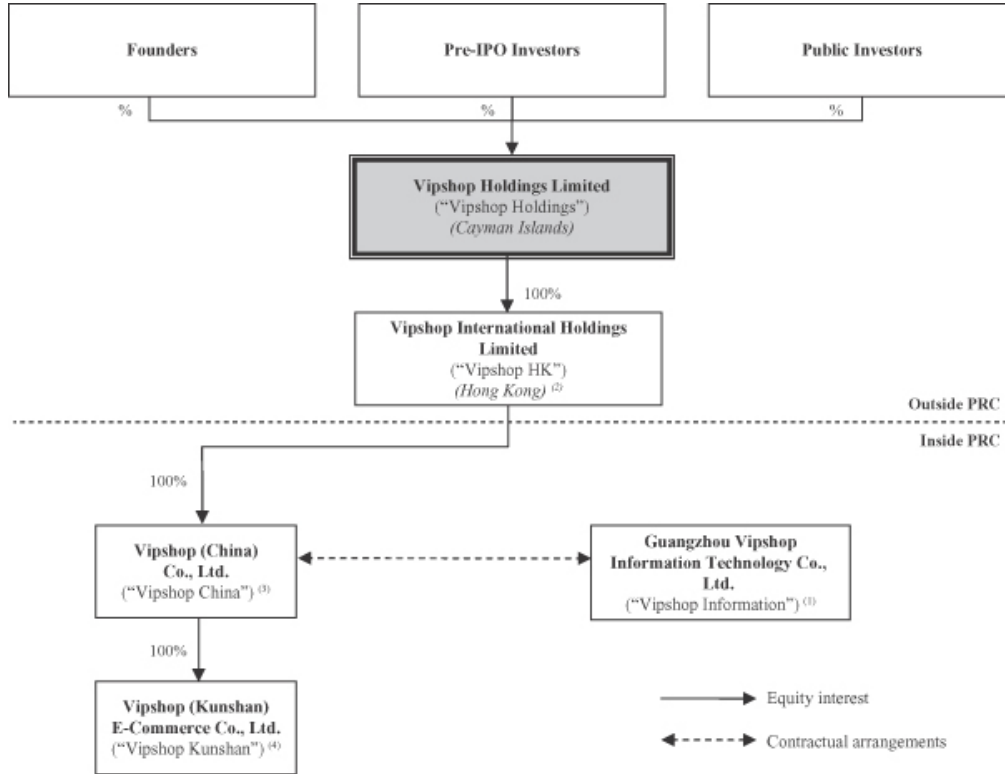 Founders
Pre-IPO Investors
Public Investors
%
%
%
Vipshop Holdings Limited
(“Vipshop Holdings”)
(Cayman Islands)
100%
Vipshop International Holdings
Limited
(“Vipshop HK”)
(Hong Kong) (2)
Outside PRC
Inside PRC
100%
Vipshop (China)
Co., Ltd.
(“Vipshop China”) (3)
Guangzhou Vipshop
Information Technology Co.,
Ltd.
(“Vipshop Information”) (1)
100%
Vipshop (Kunshan)
E-Commerce Co., Ltd.
(“Vipshop Kunshan”) (4)
Equity interest
Contractual arrangements